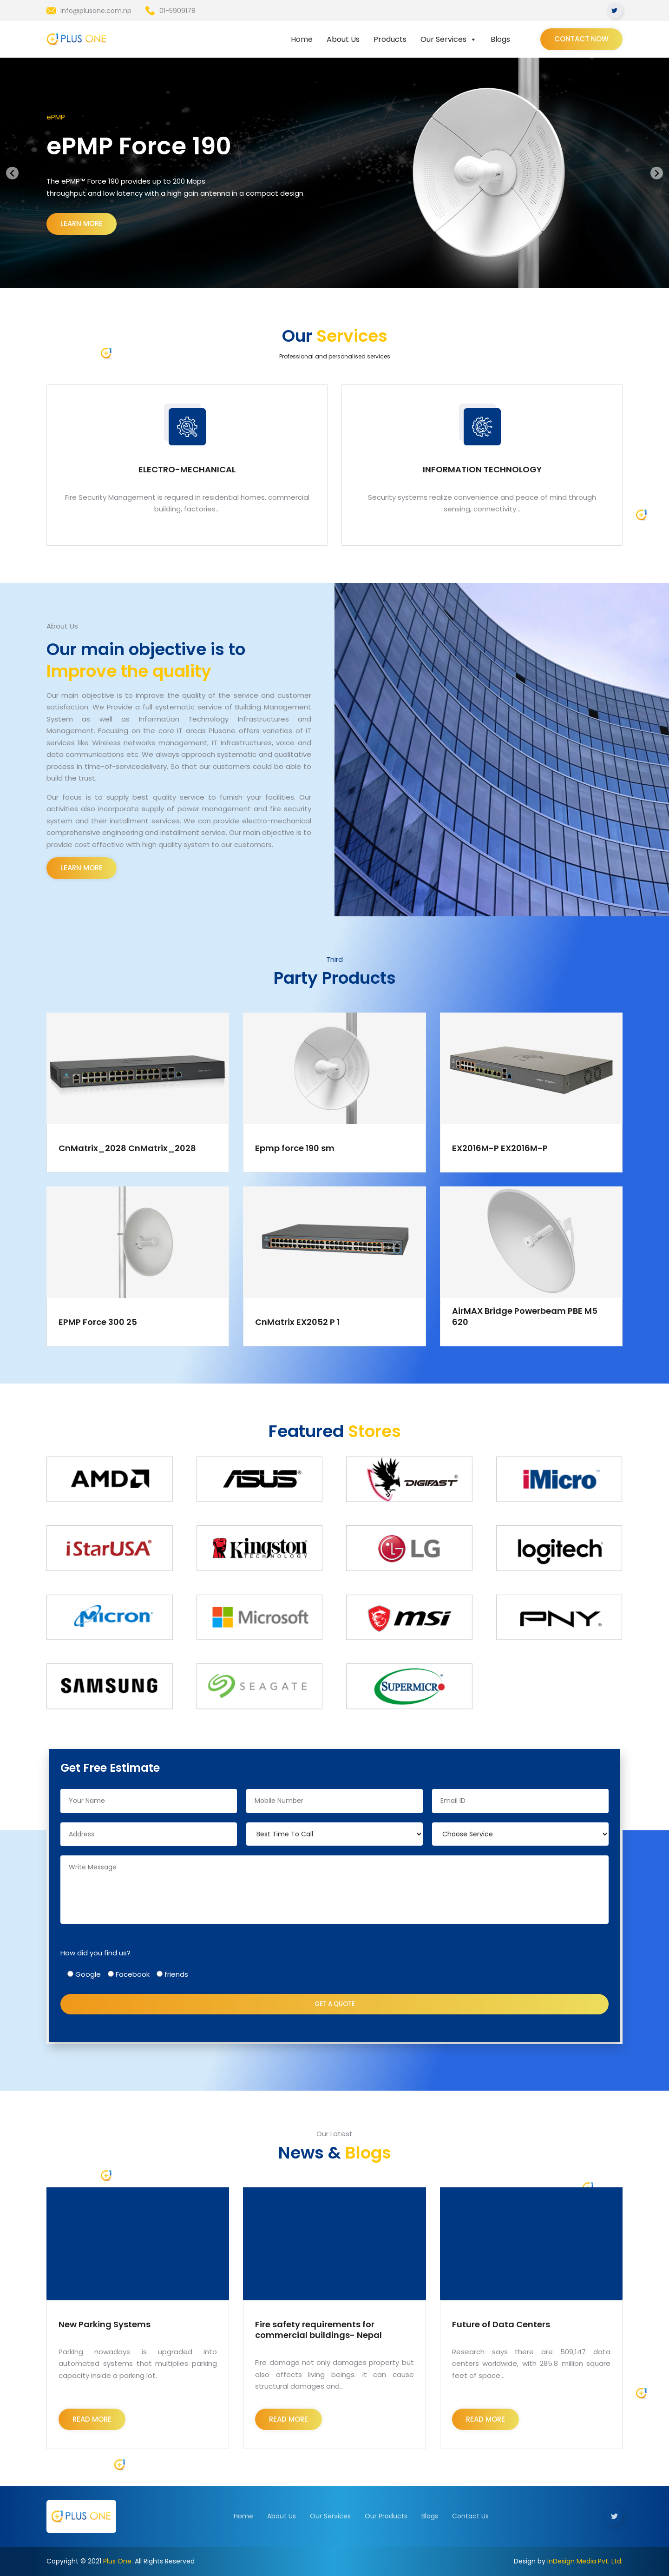 info@plusone.com.np
01-5909178
PLUS ONE
Home
About Us
Products
Our Services
Blogs
CONTACT NOW
ePMP
ePMP Force 190
The ePMP™ Force 190 provides up to 200 Mbps
throughput and low latency with a high gain antenna in a compact design.
LEARN MORE
Our Services
Professional and personalised services
ELECTRO-MECHANICAL
Fire Security Management is required in residential homes, commercial
building, factories...
INFORMATION TECHNOLOGY
Security systems realize convenience and peace of mind through
sensing, connectivity...
About Us
Our main objective is to
Improve the quality
Our main objective is to improve the quality of the service and customer
satisfaction. We Provide a full systematic service of Building Management
System as well as Information Technology Infrastructures and
Management. Focusing on the core IT areas Plusone offers varieties of IT
services like Wireless networks management, IT Infrastructures, voice and
data communications etc. We always approach systematic and qualitative
process in time-of-servicedelivery. So that our customers could be able to
build the trust.
Our focus is to supply best quality service to furnish your facilities. Our
activities also incorporate supply of power management and fire security
system and their installment services. We can provide electro-mechanical
comprehensive engineering and installment service. Our main objective is to
provide cost effective with high quality system to our customers.
LEARN MORE
Third
Party Products
CnMatrix_2028 CnMatrix_2028
Epmp force 190 sm
EX2016M-P EX2016M-P
EPMP Force 300 25
CnMatrix EX2052 P 1
AirMAX Bridge Powerbeam PBE M5
620
Featured Stores
AMD
ASUS
DIGIFAST
iMicro
iStarUSA
Kingston
TECHNOLOGY
LG
logitech
Micron
Microsoft
msi
PNY
SAMSUNG
SEAGATE
SUPERMICRO
Get Free Estimate
Your Name
Mobile Number
Email ID
Address
Best Time To Call
Choose Service
Write Message
How did you find us?
Google
Facebook
friends
GET A QUOTE
Our Latest
News & Blogs
New Parking Systems
Parking nowadays is upgraded into
automated systems that multiplies parking
capacity inside a parking lot.
READ MORE
Fire safety requirements for
commercial buildings- Nepal
Fire damage not only damages property but
also affects living beings. It can cause
structural damages and...
READ MORE
Future of Data Centers
Research says there are 509,147 data
centers worldwide, with 285.8 million square
feet of space...
READ MORE
PLUS ONE
Home
About Us
Our Services
Our Products
Blogs
Contact Us
Copyright © 2021 Plus One. All Rights Reserved
Design by InDesign Media Pvt. Ltd.